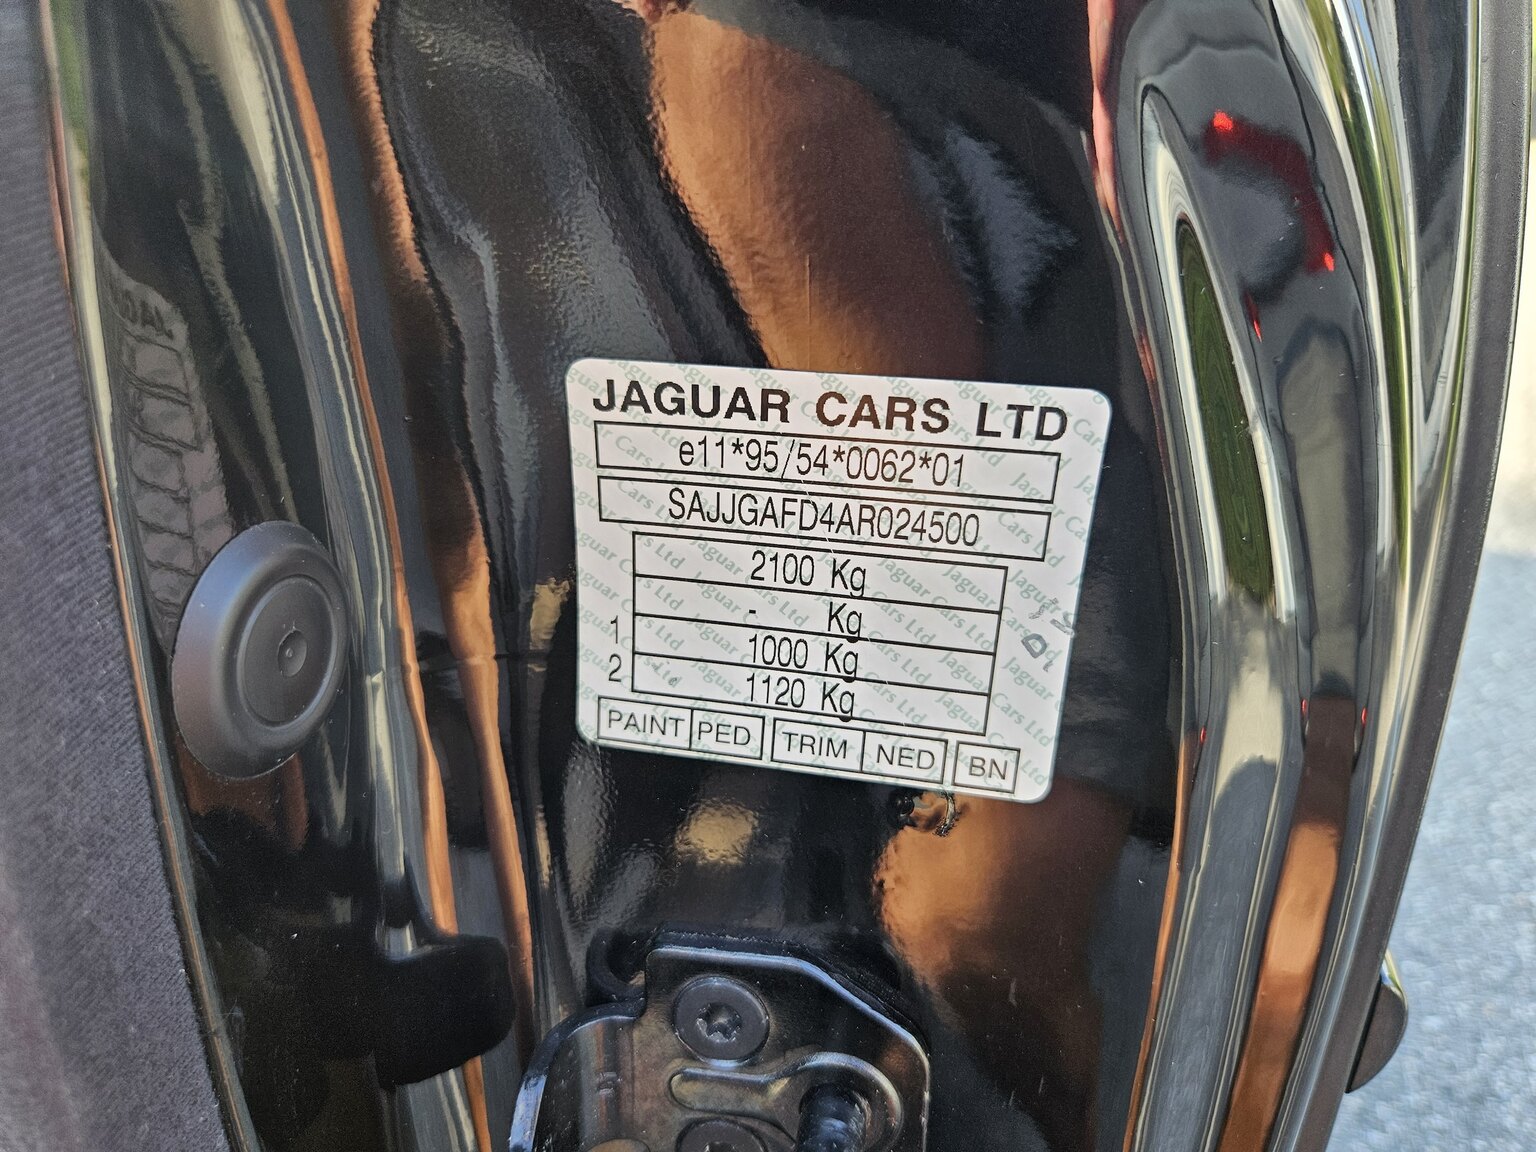 JAGUAR CARS LTD
e11*95/54*0062*01
SAJJGAFD4AR024500
2100 Kg
- Kg
1 1000 Kg
2 1120 Kg
PAINT PED TRIM NED BN